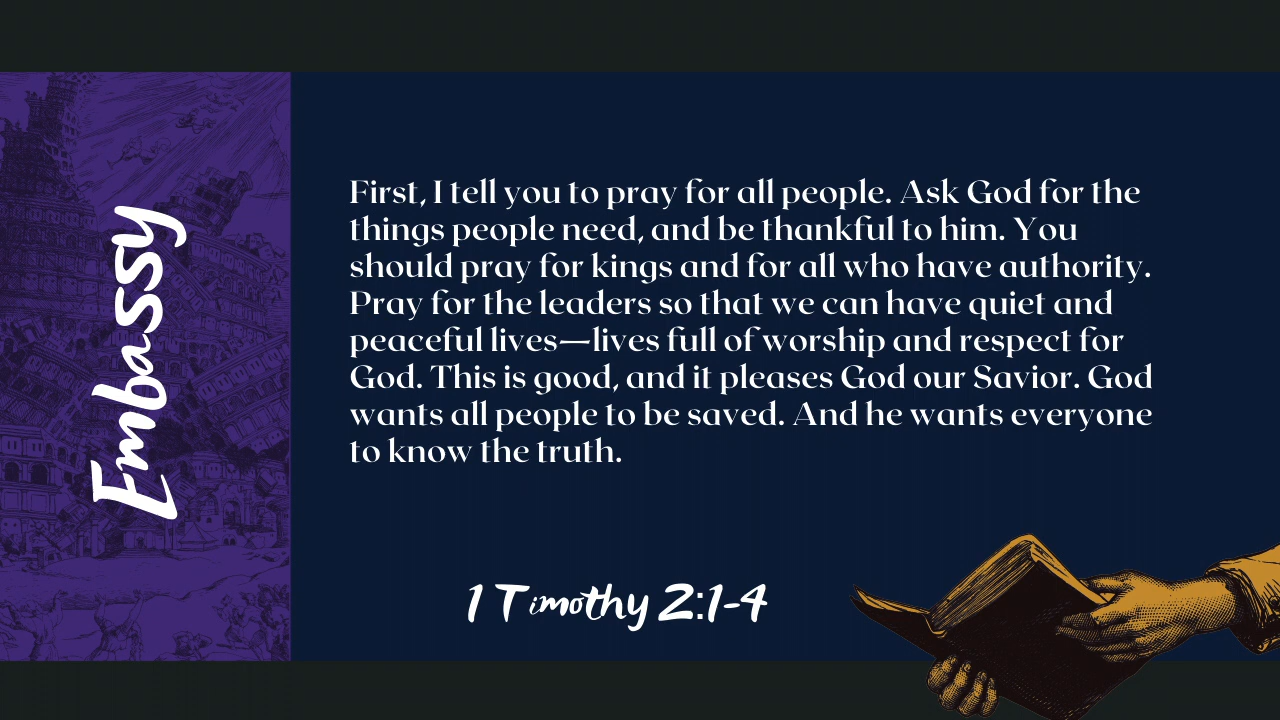 Embassy
First, I tell you to pray for all people. Ask God for the
things people need, and be thankful to him. You
should pray for kings and for all who have authority.
Pray for the leaders so that we can have quiet and
peaceful lives—lives full of worship and respect for
God. This is good, and it pleases God our Savior. God
wants all people to be saved. And he wants everyone
to know the truth.
1 Timothy 2:1-4